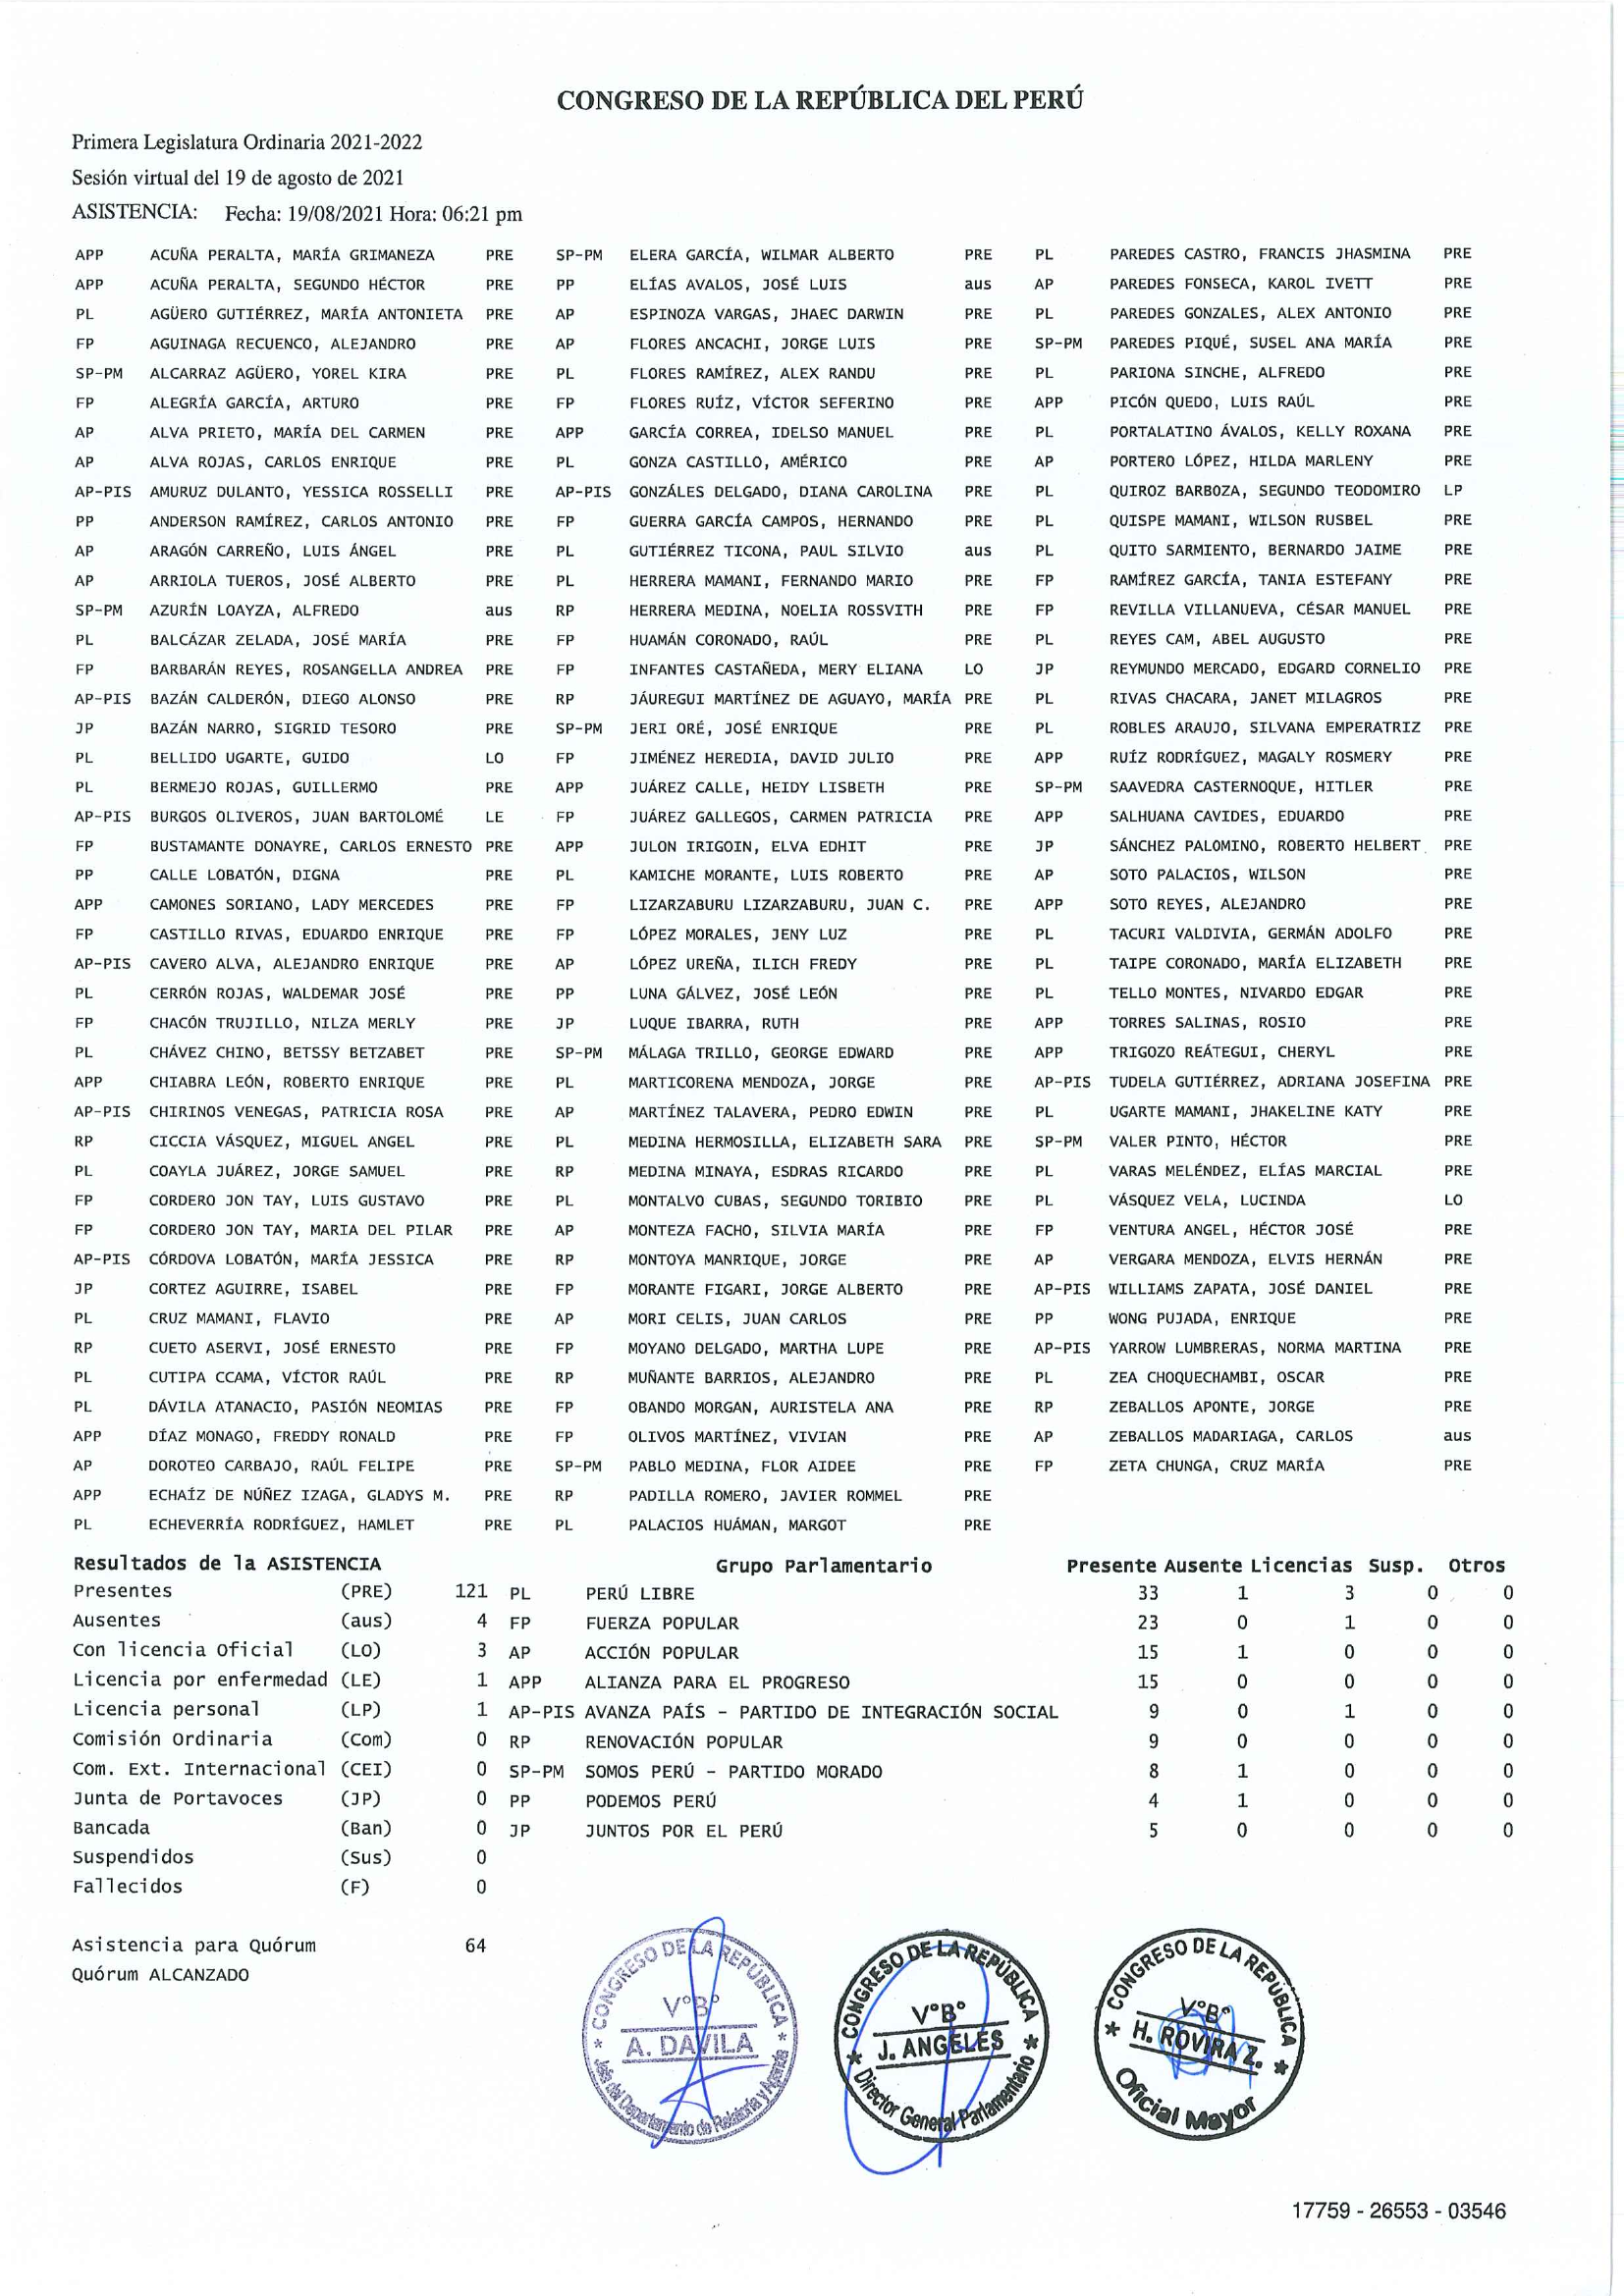 CONGRESO DE LA REPÚBLICA DEL PERÚ
Primera Legislatura Ordinaria 2021-2022
Sesión virtual del 19 de agosto de 2021
ASISTENCIA: Fecha: 19/08/2021 Hora: 06:21 pm
APP ACUÑA PERALTA, MARÍA GRIMANEZA PRE SP-PM ELERA GARCÍA, WILMAR ALBERTO PRE PL PAREDES CASTRO, FRANCIS JHASMINA PRE
APP ACUÑA PERALTA, SEGUNDO HÉCTOR PRE PP ELÍAS AVALOS, JOSÉ LUIS aus AP PAREDES FONSECA, KAROL IVETT PRE
PL AGÜERO GUTIÉRREZ, MARÍA ANTONIETA PRE AP ESPINOZA VARGAS, JHAEC DARWIN PRE PL PAREDES GONZALES, ALEX ANTONIO PRE
FP AGUINAGA RECUENCO, ALEJANDRO PRE AP FLORES ANCACHI, JORGE LUIS PRE SP-PM PAREDES PIQUÉ, SUSEL ANA MARÍA PRE
SP-PM ALCARRAZ AGÜERO, YOREL KIRA PRE PL FLORES RAMÍREZ, ALEX RANDU PRE PL PARIONA SINCHE, ALFREDO PRE
FP ALEGRÍA GARCÍA, ARTURO PRE FP FLORES RUÍZ, VÍCTOR SEFERINO PRE APP PICÓN QUEDO, LUIS RAÚL PRE
AP ALVA PRIETO, MARÍA DEL CARMEN PRE APP GARCÍA CORREA, IDELSO MANUEL PRE PL PORTALATINO ÁVALOS, KELLY ROXANA PRE
AP ALVA ROJAS, CARLOS ENRIQUE PRE PL GONZA CASTILLO, AMÉRICO PRE AP PORTERO LÓPEZ, HILDA MARLENY PRE
AP-PIS AMURUZ DULANTO, YESSICA ROSSELLI PRE AP-PIS GONZÁLES DELGADO, DIANA CAROLINA PRE PL QUIROZ BARBOZA, SEGUNDO TEODOMIRO LP
PP ANDERSON RAMÍREZ, CARLOS ANTONIO PRE FP GUERRA GARCÍA CAMPOS, HERNANDO PRE PL QUISPE MAMANI, WILSON RUSBEL PRE
AP ARAGÓN CARREÑO, LUIS ÁNGEL PRE PL GUTIÉRREZ TICONA, PAUL SILVIO aus PL QUITO SARMIENTO, BERNARDO JAIME PRE
AP ARRIOLA TUEROS, JOSÉ ALBERTO PRE PL HERRERA MAMANI, FERNANDO MARIO PRE FP RAMÍREZ GARCÍA, TANIA ESTEFANY PRE
SP-PM AZURÍN LOAYZA, ALFREDO aus RP HERRERA MEDINA, NOELIA ROSSVITH PRE FP REVILLA VILLANUEVA, CÉSAR MANUEL PRE
PL BALCÁZAR ZELADA, JOSÉ MARÍA PRE FP HUAMÁN CORONADO, RAÚL PRE PL REYES CAM, ABEL AUGUSTO PRE
FP BARBARÁN REYES, ROSANGELLA ANDREA PRE FP INFANTES CASTAÑEDA, MERY ELIANA LO JP REYMUNDO MERCADO, EDGARD CORNELIO PRE
AP-PIS BAZÁN CALDERÓN, DIEGO ALONSO PRE RP JÁUREGUI MARTÍNEZ DE AGUAYO, MARÍA PRE PL RIVAS CHACARA, JANET MILAGROS PRE
JP BAZÁN NARRO, SIGRID TESORO PRE SP-PM JERI ORÉ, JOSÉ ENRIQUE PRE PL ROBLES ARAUJO, SILVANA EMPERATRIZ PRE
PL BELLIDO UGARTE, GUIDO LO FP JIMÉNEZ HEREDIA, DAVID JULIO PRE APP RUÍZ RODRÍGUEZ, MAGALY ROSMERY PRE
PL BERMEJO ROJAS, GUILLERMO PRE APP JUÁREZ CALLE, HEIDY LISBETH PRE SP-PM SAAVEDRA CASTERNOQUE, HITLER PRE
AP-PIS BURGOS OLIVEROS, JUAN BARTOLOMÉ LE FP JUÁREZ GALLEGOS, CARMEN PATRICIA PRE APP SALHUANA CAVIDES, EDUARDO PRE
FP BUSTAMANTE DONAYRE, CARLOS ERNESTO PRE APP JULON IRIGOIN, ELVA EDHIT PRE JP SÁNCHEZ PALOMINO, ROBERTO HELBERT PRE
PP CALLE LOBATÓN, DIGNA PRE PL KAMICHE MORANTE, LUIS ROBERTO PRE AP SOTO PALACIOS, WILSON PRE
APP CAMONES SORIANO, LADY MERCEDES PRE FP LIZARZABURU LIZARZABURU, JUAN C. PRE APP SOTO REYES, ALEJANDRO PRE
FP CASTILLO RIVAS, EDUARDO ENRIQUE PRE FP LÓPEZ MORALES, JENY LUZ PRE PL TACURI VALDIVIA, GERMÁN ADOLFO PRE
AP-PIS CAVERO ALVA, ALEJANDRO ENRIQUE PRE AP LÓPEZ UREÑA, ILICH FREDY PRE PL TAIPE CORONADO, MARÍA ELIZABETH PRE
PL CERRÓN ROJAS, WALDEMAR JOSÉ PRE PP LUNA GÁLVEZ, JOSÉ LEÓN PRE PL TELLO MONTES, NIVARDO EDGAR PRE
FP CHACÓN TRUJILLO, NILZA MERLY PRE JP LUQUE IBARRA, RUTH PRE APP TORRES SALINAS, ROSIO PRE
PL CHÁVEZ CHINO, BETSSY BETZABET PRE SP-PM MÁLAGA TRILLO, GEORGE EDWARD PRE APP TRIGOZO REÁTEGUI, CHERYL PRE
APP CHIABRA LEÓN, ROBERTO ENRIQUE PRE PL MARTICORENA MENDOZA, JORGE PRE AP-PIS TUDELA GUTIÉRREZ, ADRIANA JOSEFINA PRE
AP-PIS CHIRINOS VENEGAS, PATRICIA ROSA PRE AP MARTÍNEZ TALAVERA, PEDRO EDWIN PRE PL UGARTE MAMANI, JHAKELINE KATY PRE
RP CICCIA VÁSQUEZ, MIGUEL ANGEL PRE PL MEDINA HERMOSILLA, ELIZABETH SARA PRE SP-PM VALER PINTO, HÉCTOR PRE
PL COAYLA JUÁREZ, JORGE SAMUEL PRE RP MEDINA MINAYA, ESDRAS RICARDO PRE PL VARAS MELÉNDEZ, ELÍAS MARCIAL PRE
FP CORDERO JON TAY, LUIS GUSTAVO PRE PL MONTALVO CUBAS, SEGUNDO TORIBIO PRE PL VÁSQUEZ VELA, LUCINDA LO
FP CORDERO JON TAY, MARIA DEL PILAR PRE AP MONTEZA FACHO, SILVIA MARÍA PRE FP VENTURA ANGEL, HÉCTOR JOSÉ PRE
AP-PIS CÓRDOVA LOBATÓN, MARÍA JESSICA PRE RP MONTOYA MANRIQUE, JORGE PRE AP VERGARA MENDOZA, ELVIS HERNÁN PRE
JP CORTEZ AGUIRRE, ISABEL PRE FP MORANTE FIGARI, JORGE ALBERTO PRE AP-PIS WILLIAMS ZAPATA, JOSÉ DANIEL PRE
PL CRUZ MAMANI, FLAVIO PRE AP MORI CELIS, JUAN CARLOS PRE PP WONG PUJADA, ENRIQUE PRE
RP CUETO ASERVI, JOSÉ ERNESTO PRE FP MOYANO DELGADO, MARTHA LUPE PRE AP-PIS YARROW LUMBRERAS, NORMA MARTINA PRE
PL CUTIPA CCAMA, VÍCTOR RAÚL PRE RP MUÑANTE BARRIOS, ALEJANDRO PRE PL ZEA CHOQUECHAMBI, OSCAR PRE
PL DÁVILA ATANACIO, PASIÓN NEOMIAS PRE FP OBANDO MORGAN, AURISTELA ANA PRE RP ZEBALLOS APONTE, JORGE PRE
APP DÍAZ MONAGO, FREDDY RONALD PRE FP OLIVOS MARTÍNEZ, VIVIAN PRE AP ZEBALLOS MADARIAGA, CARLOS aus
AP DOROTEO CARBAJO, RAÚL FELIPE PRE SP-PM PABLO MEDINA, FLOR AIDEE PRE FP ZETA CHUNGA, CRUZ MARÍA PRE
APP ECHAÍZ DE NÚÑEZ IZAGA, GLADYS M. PRE RP PADILLA ROMERO, JAVIER ROMMEL PRE
PL ECHEVERRÍA RODRÍGUEZ, HAMLET PRE PL PALACIOS HUÁMAN, MARGOT PRE
Resultados de la ASISTENCIA Grupo Parlamentario Presente Ausente Licencias Susp. Otros
Presentes (PRE) 121 PL PERÚ LIBRE 33 1 3 0 0
Ausentes (aus) 4 FP FUERZA POPULAR 23 0 1 0 0
Con licencia Oficial (LO) 3 AP ACCIÓN POPULAR 15 1 0 0 0
Licencia por enfermedad (LE) 1 APP ALIANZA PARA EL PROGRESO 15 0 0 0 0
Licencia personal (LP) 1 AP-PIS AVANZA PAÍS - PARTIDO DE INTEGRACIÓN SOCIAL 9 0 1 0 0
Comisión Ordinaria (Com) 0 RP RENOVACIÓN POPULAR 9 0 0 0 0
Com. Ext. Internacional (CEI) 0 SP-PM SOMOS PERÚ - PARTIDO MORADO 8 1 0 0 0
Junta de Portavoces (JP) 0 PP PODEMOS PERÚ 4 1 0 0 0
Bancada (Ban) 0 JP JUNTOS POR EL PERÚ 5 0 0 0 0
Suspendidos (Sus) 0
Fallecidos (F) 0
Asistencia para Quórum 64
Quórum ALCANZADO
CONGRESO DE LA REPÚBLICA
V°B°
A. DAVILA
Jefe del Departamento de Relatoría y Agenda
CONGRESO DE LA REPÚBLICA
V°B°
J. ANGELES
Director General Parlamentario
CONGRESO DE LA REPÚBLICA
V°B°
H. ROVIRA Z.
Oficial Mayor
17759 - 26553 - 03546